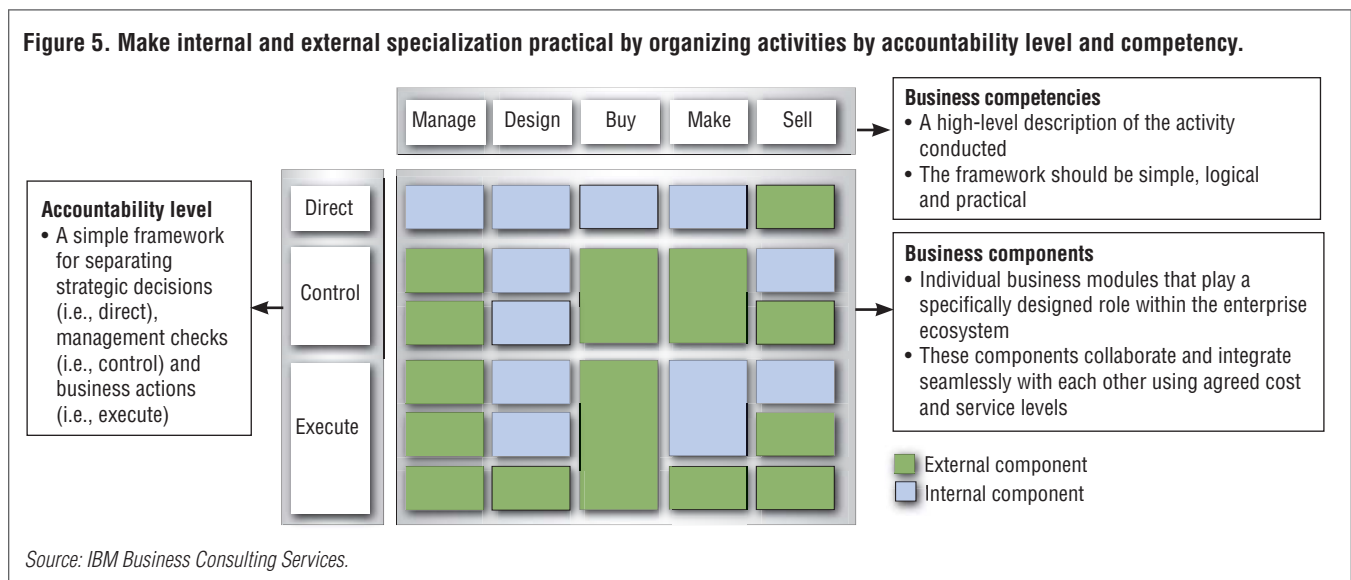 Figure 5. Make internal and external specialization practical by organizing activities by accountability level and competency.
Manage Design Buy Make Sell
Business competencies
• A high-level description of the activity
conducted
• The framework should be simple, logical
and practical
Accountability level
• A simple framework
for separating
strategic decisions
(i.e., direct),
management checks
(i.e., control) and
business actions
(i.e., execute)
Direct
Control
Execute
Business components
• Individual business modules that play a
specifically designed role within the enterprise
ecosystem
• These components collaborate and integrate
seamlessly with each other using agreed cost
and service levels
External component
Internal component
Source: IBM Business Consulting Services.